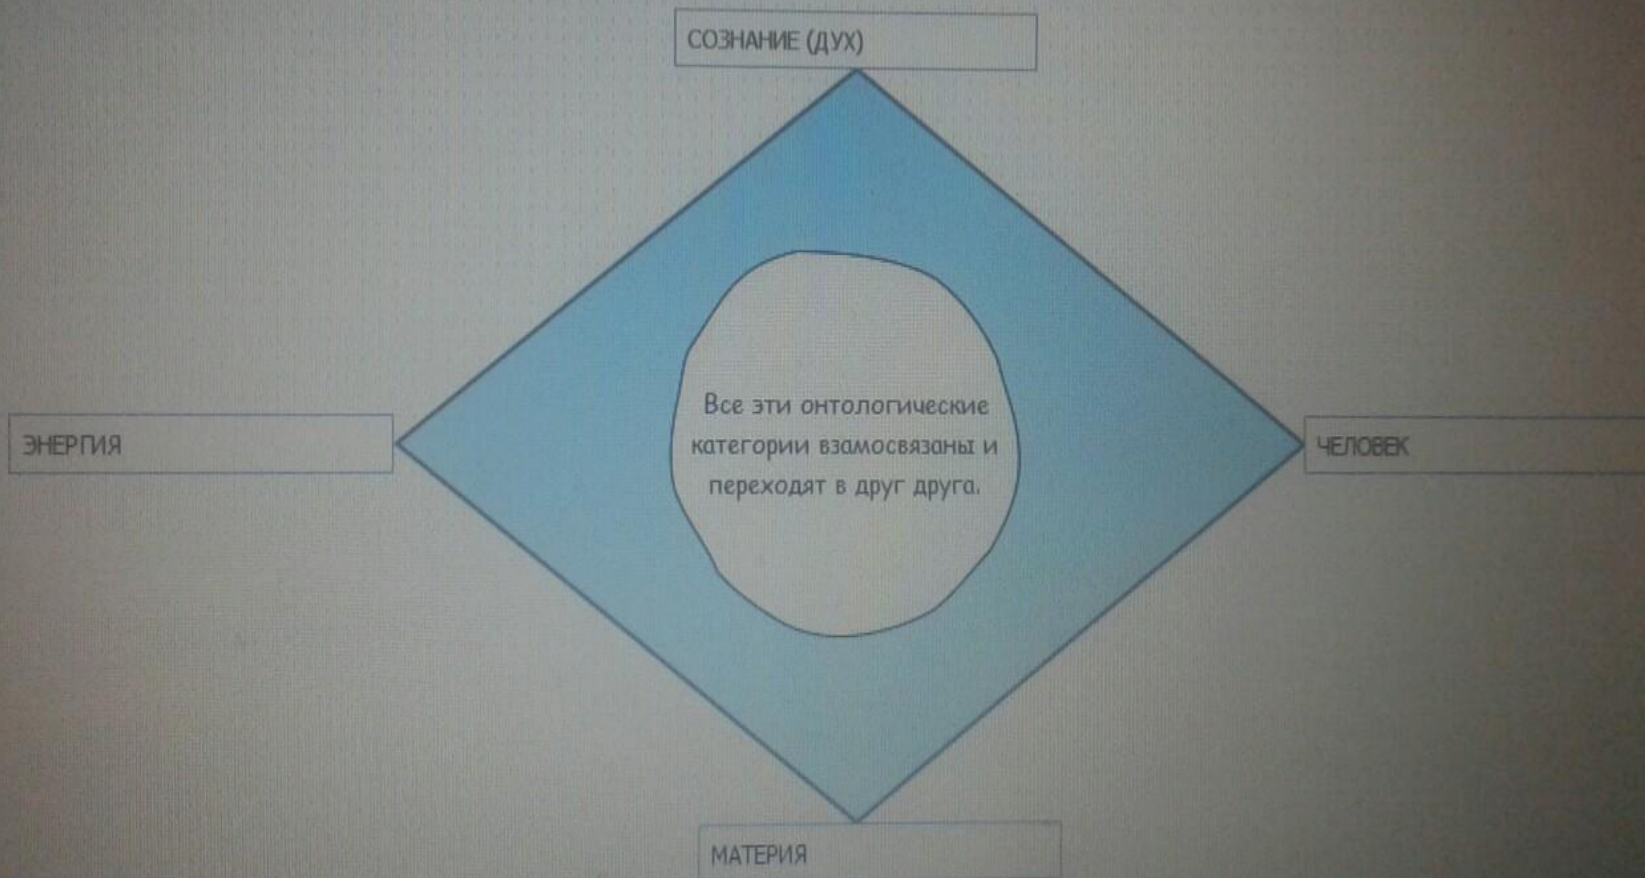 СОЗНАНИЕ (ДУХ)
Все эти онтологические
категории взамосвязаны и
переходят в друг друга.
ЭНЕРГИЯ
ЧЕЛОВЕК
МАТЕРИЯ